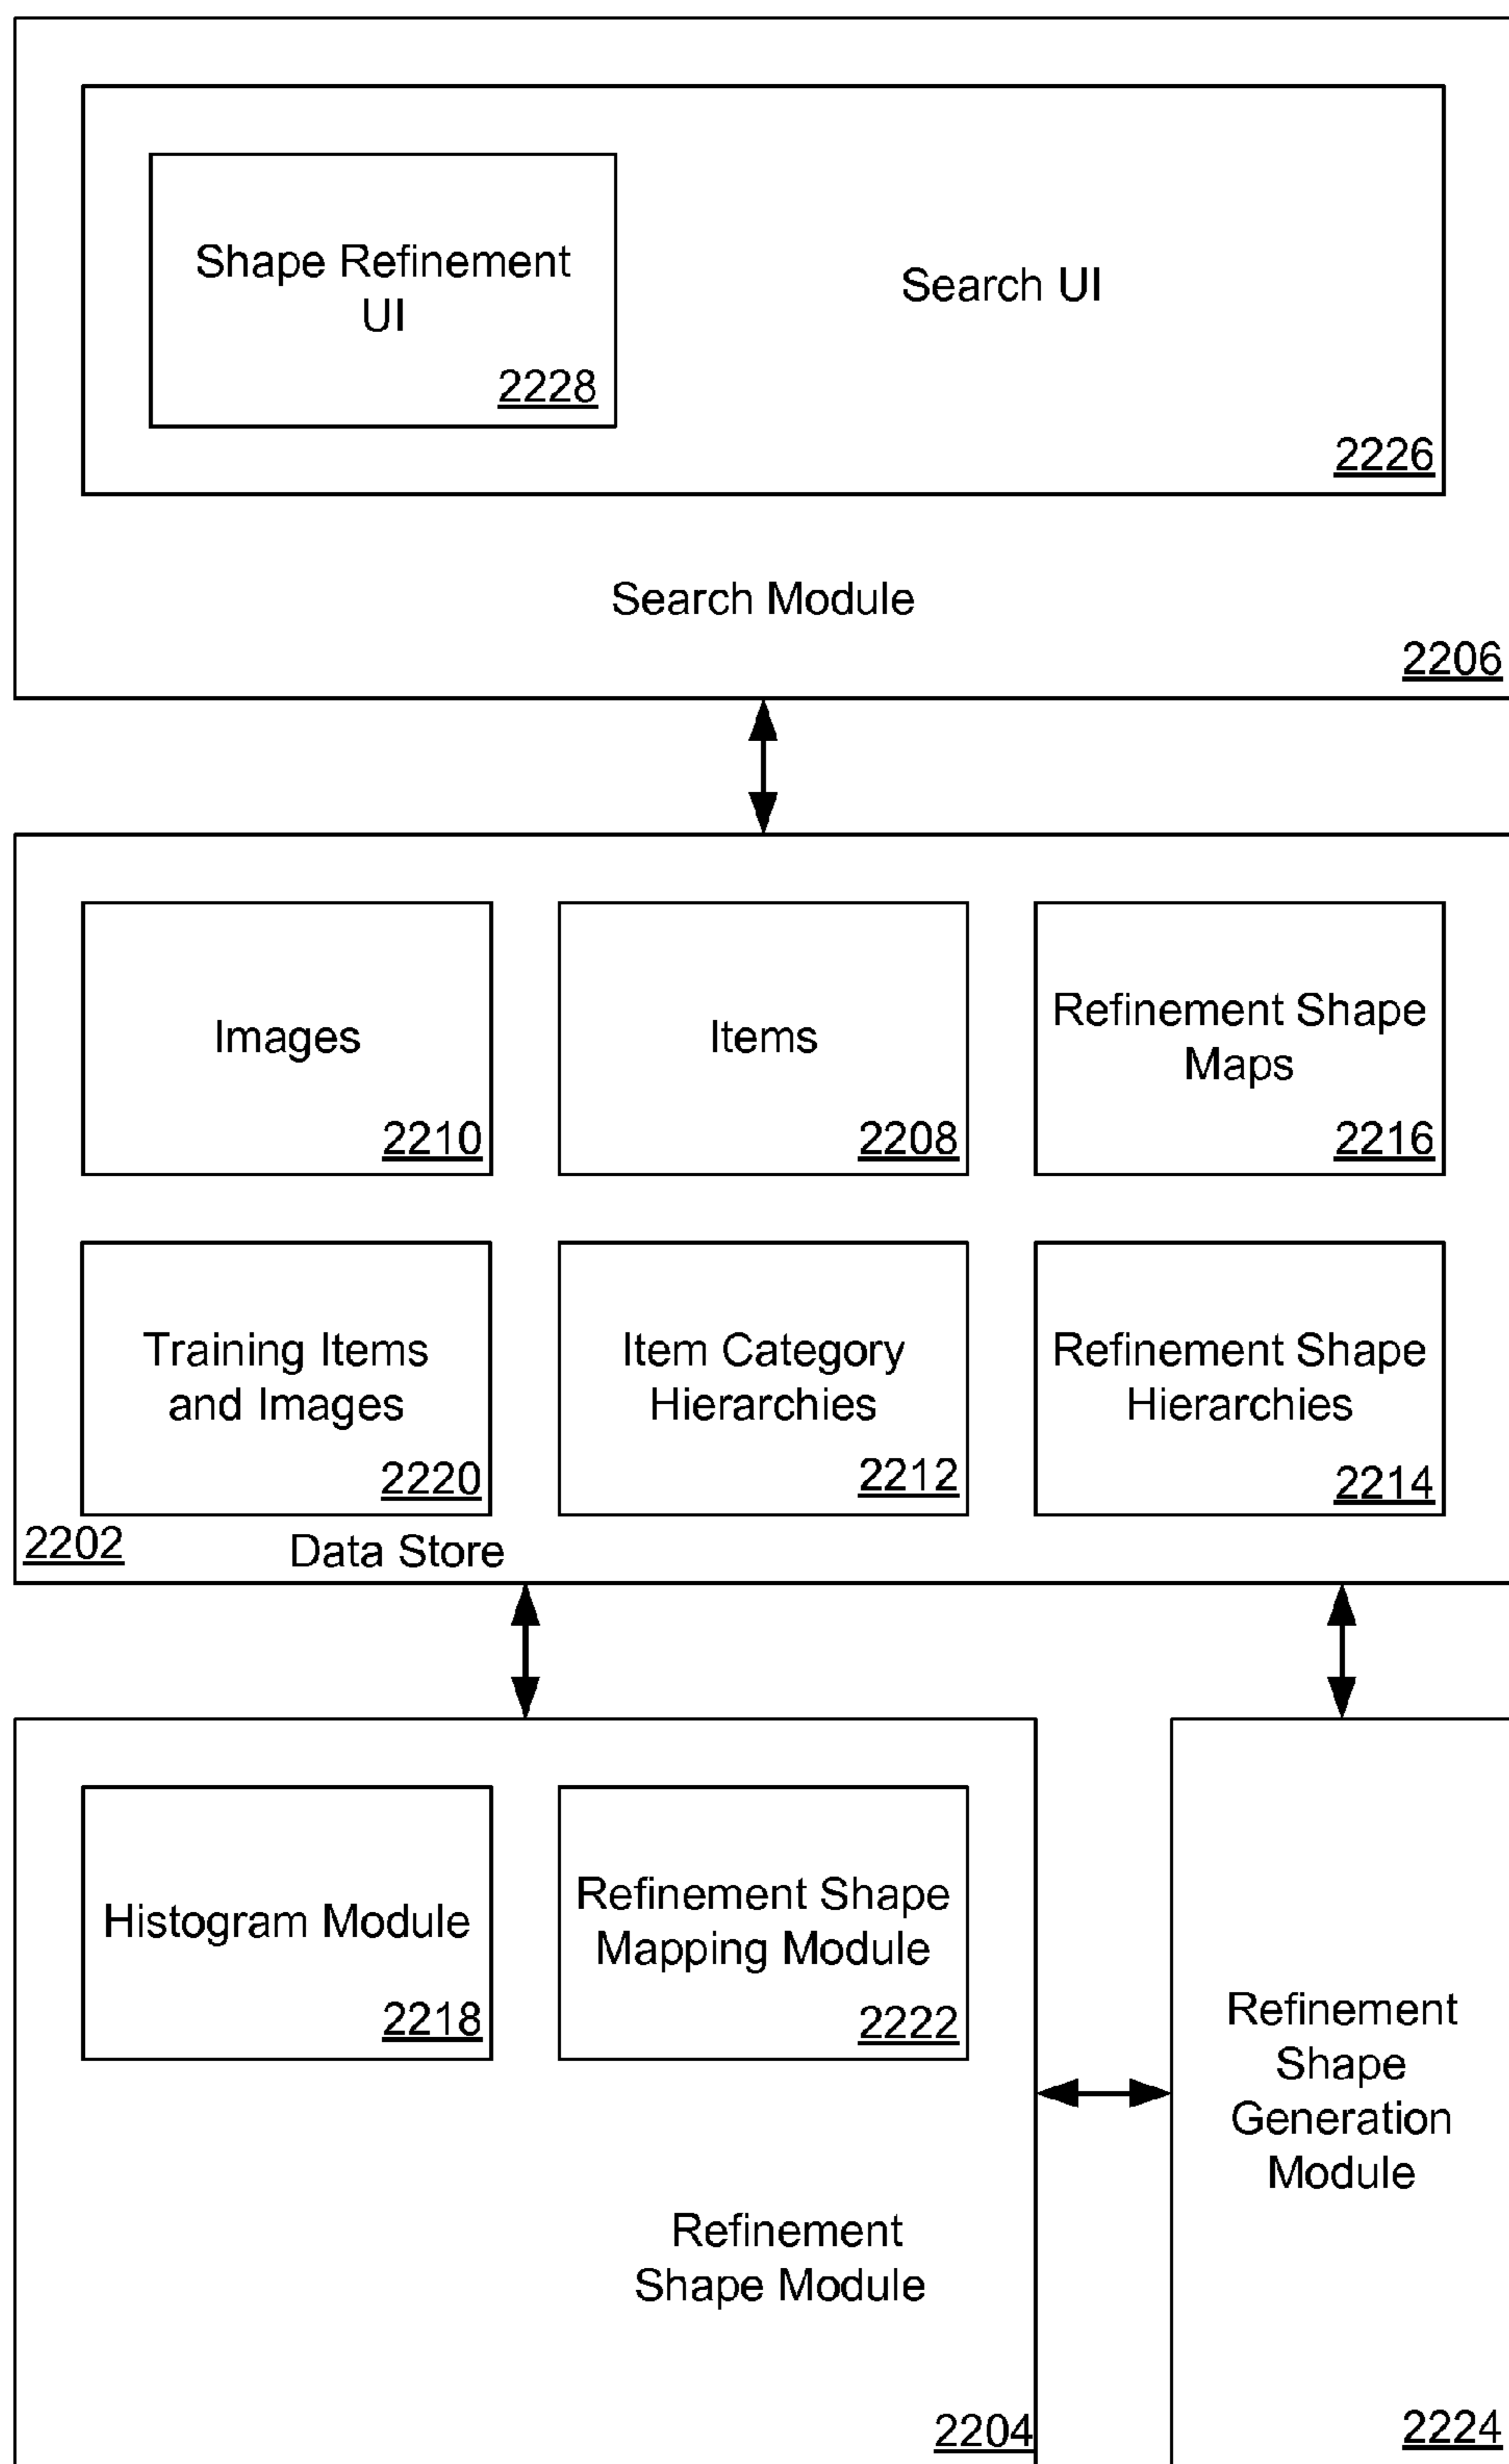 Shape Refinement
UI
2228
Search UI
2226
Search Module
2206
Images
2210
Items
2208
Refinement Shape
Maps
2216
Training Items
and Images
2220
Item Category
Hierarchies
2212
Refinement Shape
Hierarchies
2214
2202
Data Store
Histogram Module
2218
Refinement Shape
Mapping Module
2222
Refinement
Shape Module
2204
Refinement
Shape
Generation
Module
2224